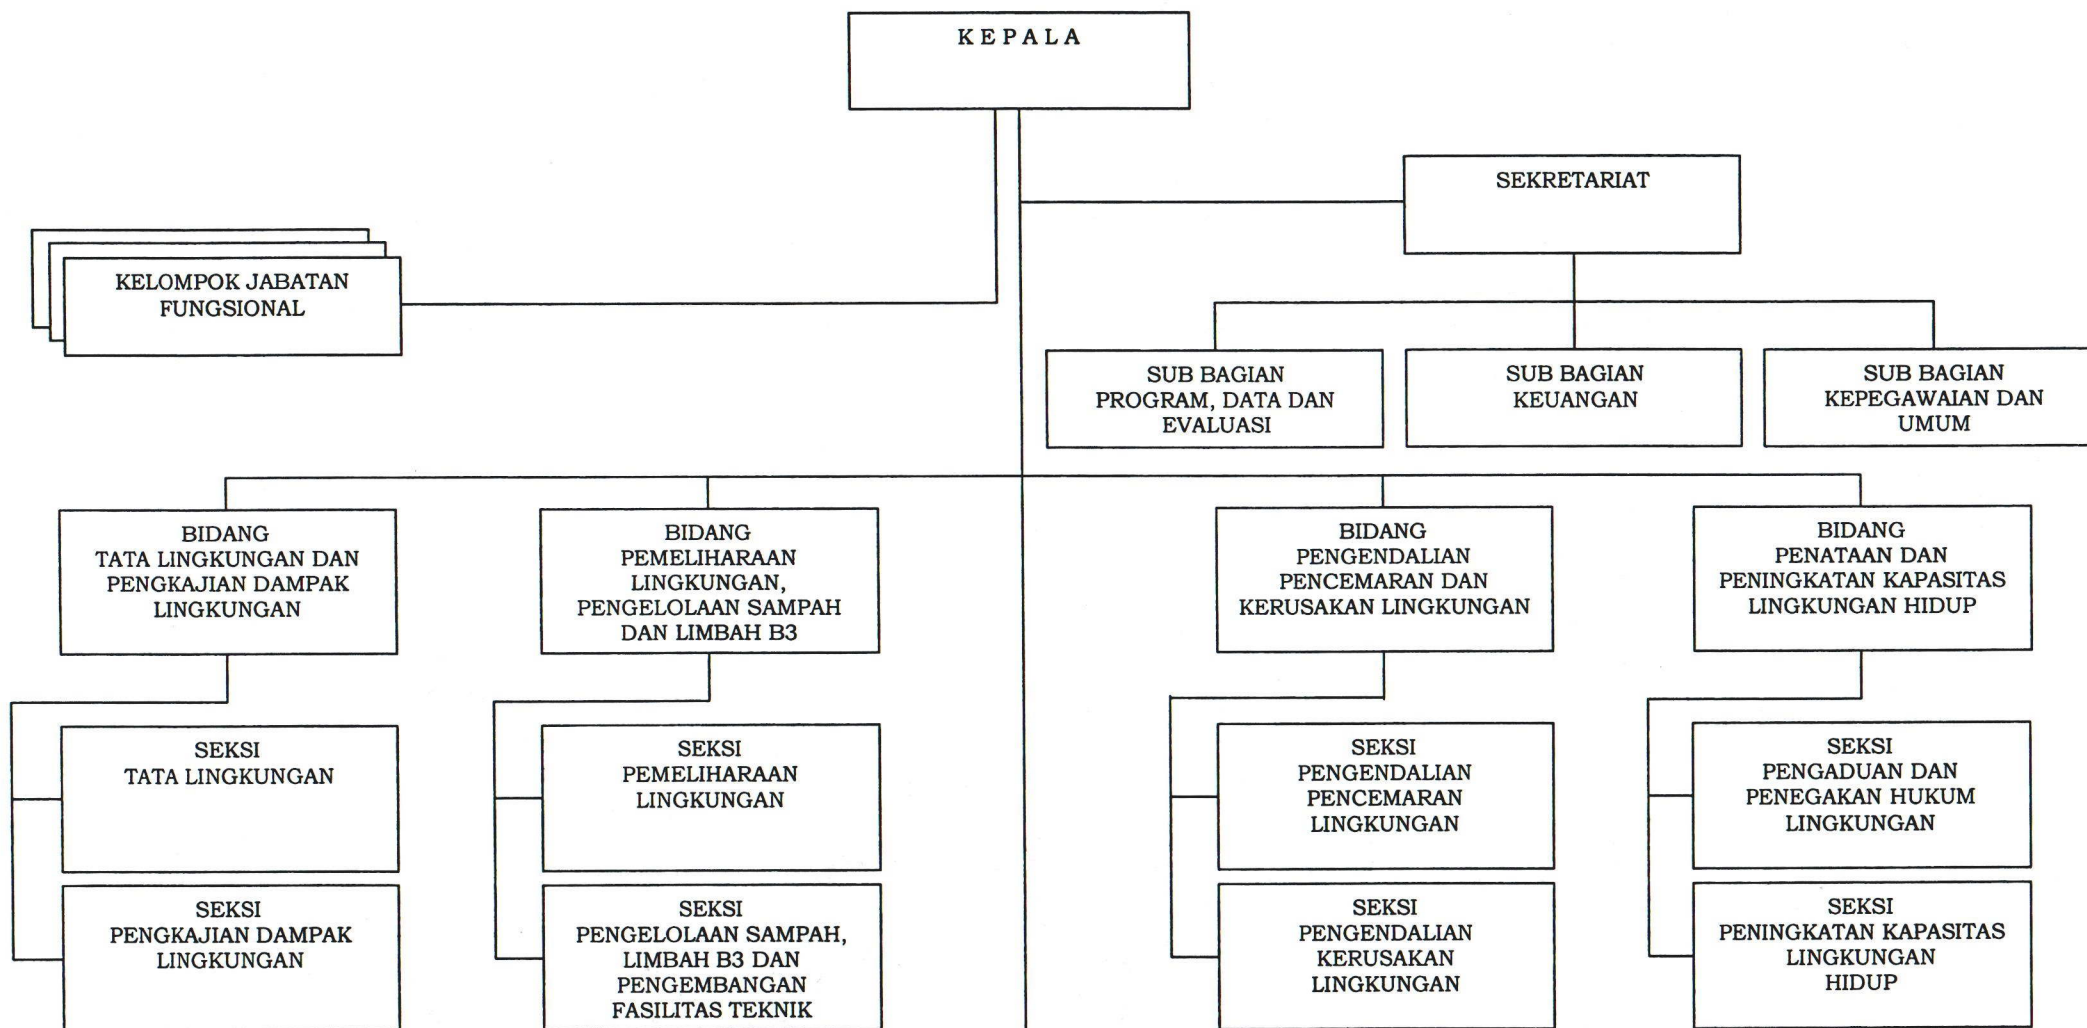 K E P A L A
SEKRETARIAT
KELOMPOK JABATAN
FUNGSIONAL
SUB BAGIAN
PROGRAM, DATA DAN
EVALUASI
SUB BAGIAN
KEUANGAN
SUB BAGIAN
KEPEGAWAIAN DAN
UMUM
BIDANG
TATA LINGKUNGAN DAN
PENGKAJIAN DAMPAK
LINGKUNGAN
BIDANG
PEMELIHARAAN
LINGKUNGAN,
PENGELOLAAN SAMPAH
DAN LIMBAH B3
BIDANG
PENGENDALIAN
PENCEMARAN DAN
KERUSAKAN LINGKUNGAN
BIDANG
PENATAAN DAN
PENINGKATAN KAPASITAS
LINGKUNGAN HIDUP
SEKSI
TATA LINGKUNGAN
SEKSI
PEMELIHARAAN
LINGKUNGAN
SEKSI
PENGENDALIAN
PENCEMARAN
LINGKUNGAN
SEKSI
PENGADUAN DAN
PENEGAKAN HUKUM
LINGKUNGAN
SEKSI
PENGKAJIAN DAMPAK
LINGKUNGAN
SEKSI
PENGELOLAAN SAMPAH,
LIMBAH B3 DAN
PENGEMBANGAN
FASILITAS TEKNIK
SEKSI
PENGENDALIAN
KERUSAKAN
LINGKUNGAN
SEKSI
PENINGKATAN KAPASITAS
LINGKUNGAN
HIDUP